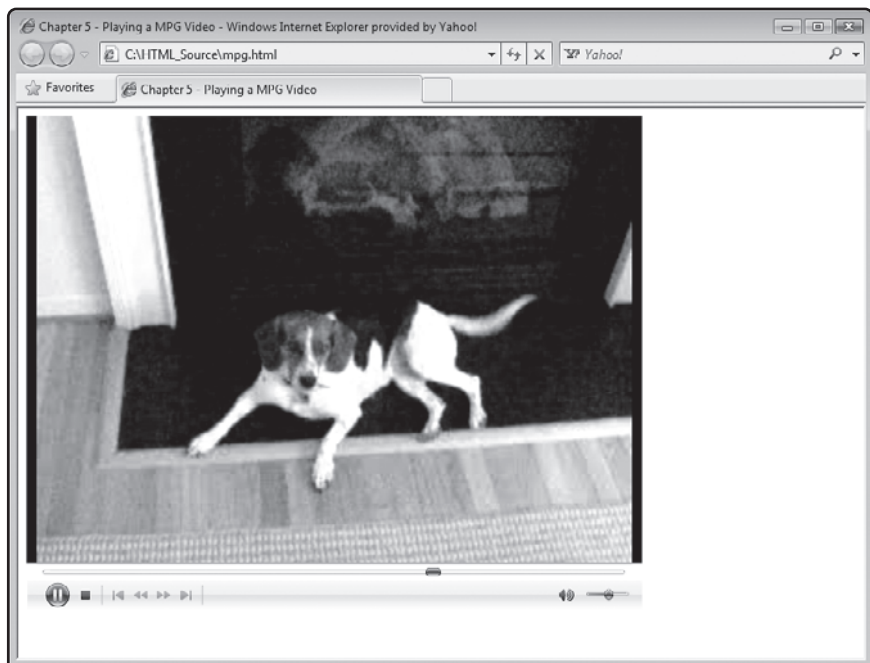 Chapter 5 - Playing a MPG Video - Windows Internet Explorer provided by Yahoo!
C:\HTML_Source\mpg.html
Yahoo!
Favorites
Chapter 5 - Playing a MPG Video